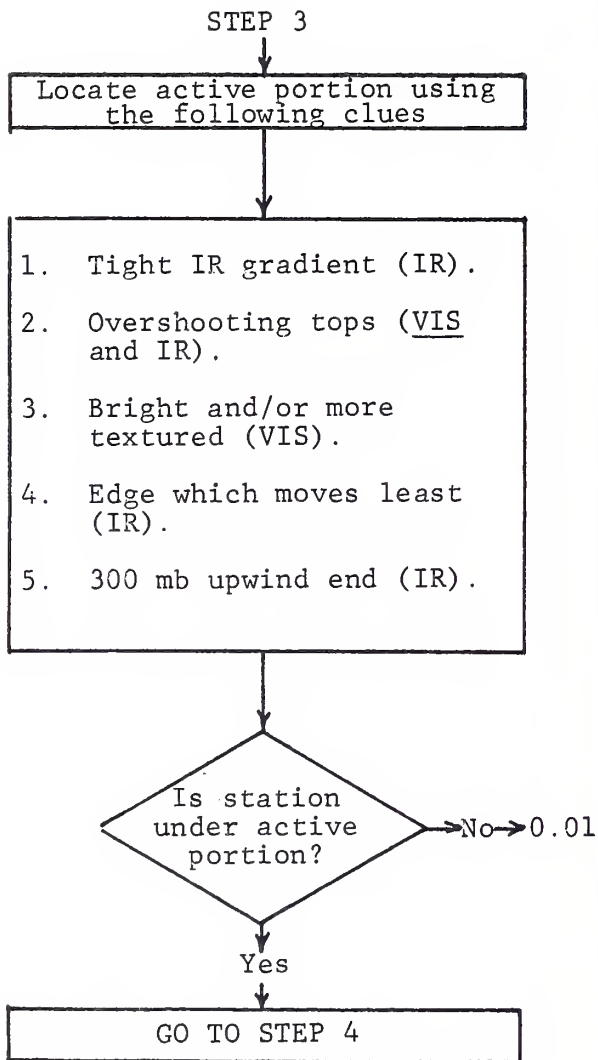 STEP 3
Locate active portion using
the following clues
1. Tight IR gradient (IR).
2. Overshooting tops (VIS
and IR).
3. Bright and/or more
textured (VIS).
4. Edge which moves least
(IR).
5. 300 mb upwind end (IR).
Is station
under active
portion?
No 0.01
Yes
GO TO STEP 4